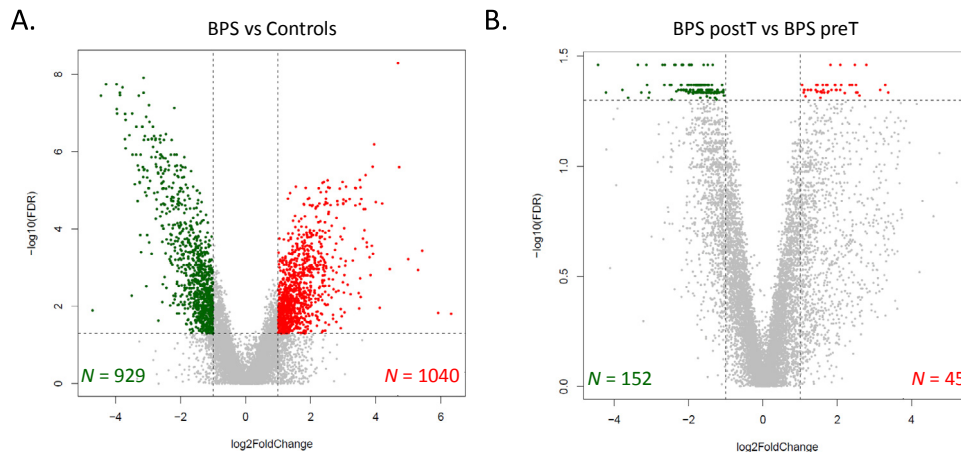 A.
BPS vs Controls
8
6
4
2
0
−log10(FDR)
N = 929
N = 1040
−4
−2
0
2
4
6
log2FoldChange
B.
BPS postT vs BPS preT
1.5
1.0
0.5
0.0
−log10(FDR)
N = 152
N = 45
−4
−2
0
2
4
log2FoldChange